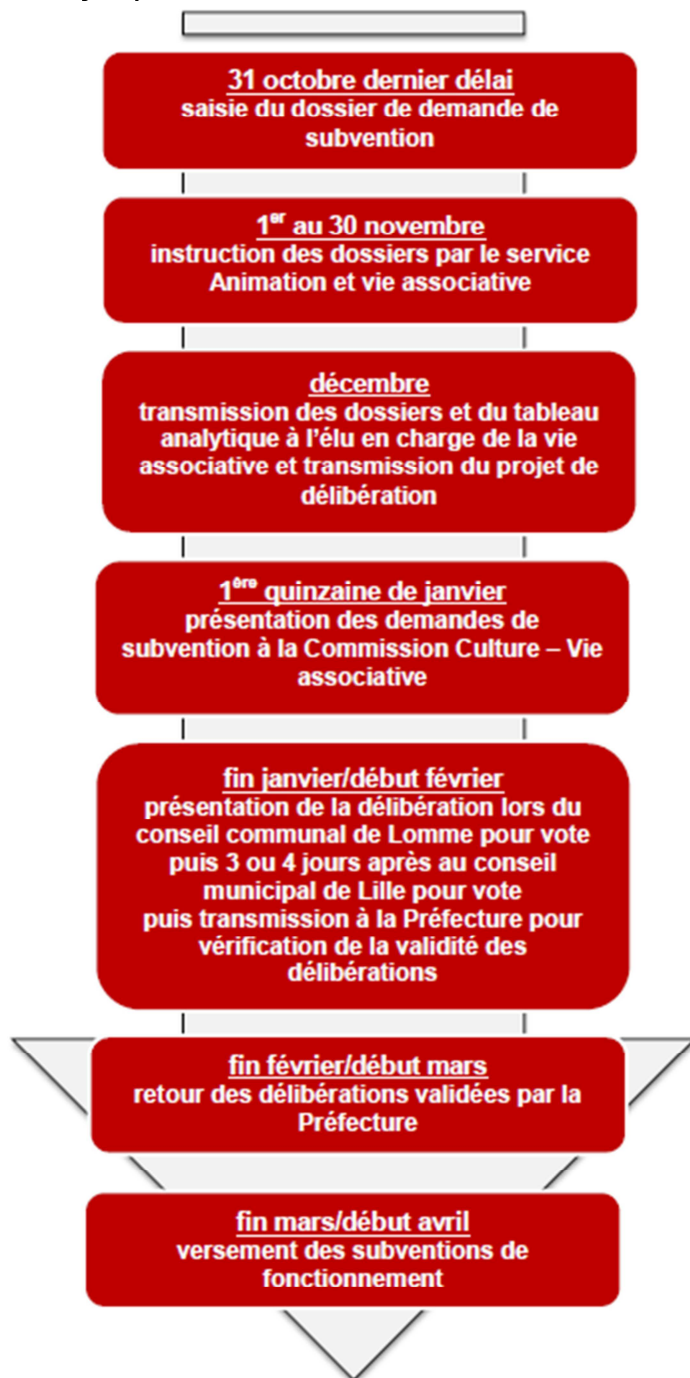 31 octobre dernier délai
saisie du dossier de demande de
subvention
1er au 30 novembre
instruction des dossiers par le service
Animation et vie associative
décembre
transmission des dossiers et du tableau
analytique à l'élu en charge de la vie
associative et transmission du projet de
délibération
1ère quinzaine de janvier
présentation des demandes de
subvention à la Commission Culture – Vie
associative
fin janvier/début février
présentation de la délibération lors du
conseil communal de Lomme pour vote
puis 3 ou 4 jours après au conseil
municipal de Lille pour vote
puis transmission à la Préfecture pour
vérification de la validité des
délibérations
fin février/début mars
retour des délibérations validées par la
Préfecture
fin mars/début avril
versement des subventions de
fonctionnement